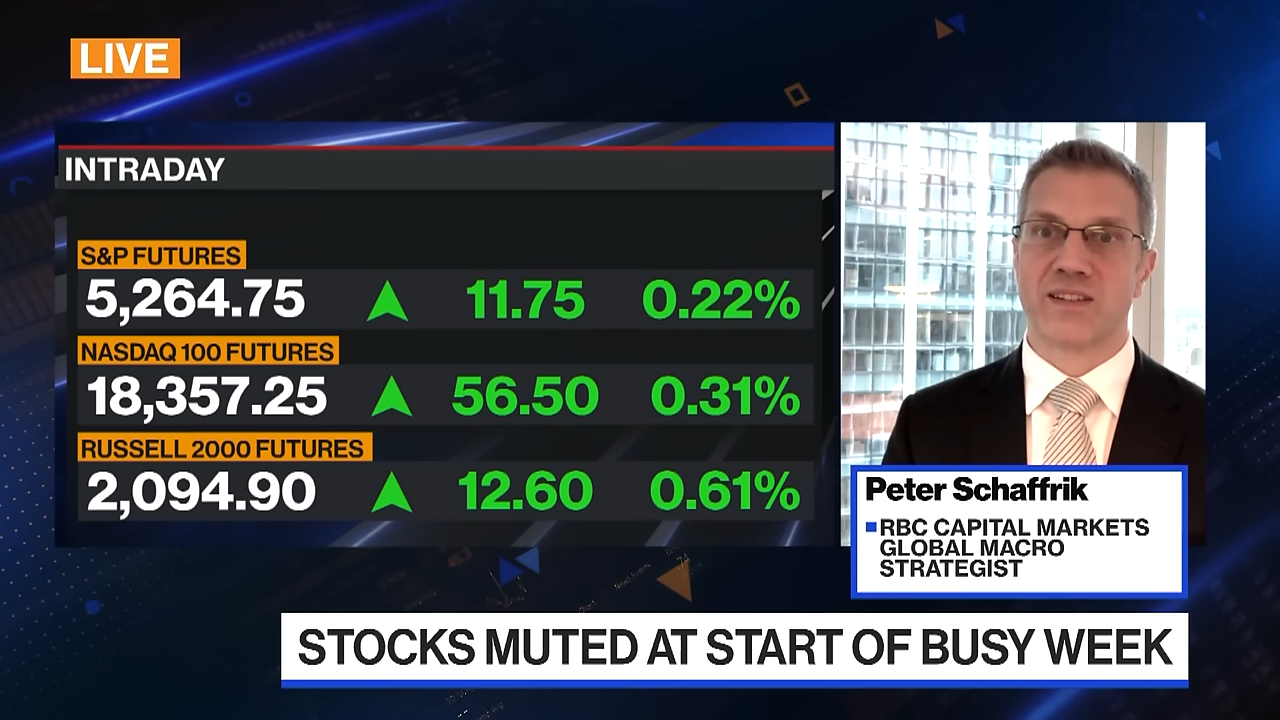 LIVE
INTRADAY
S&P FUTURES
5,264.75 ▲ 11.75 0.22%
NASDAQ 100 FUTURES
18,357.25 ▲ 56.50 0.31%
RUSSELL 2000 FUTURES
2,094.90 ▲ 12.60 0.61%
Peter Schaffrik
RBC CAPITAL MARKETS
GLOBAL MACRO
STRATEGIST
STOCKS MUTED AT START OF BUSY WEEK